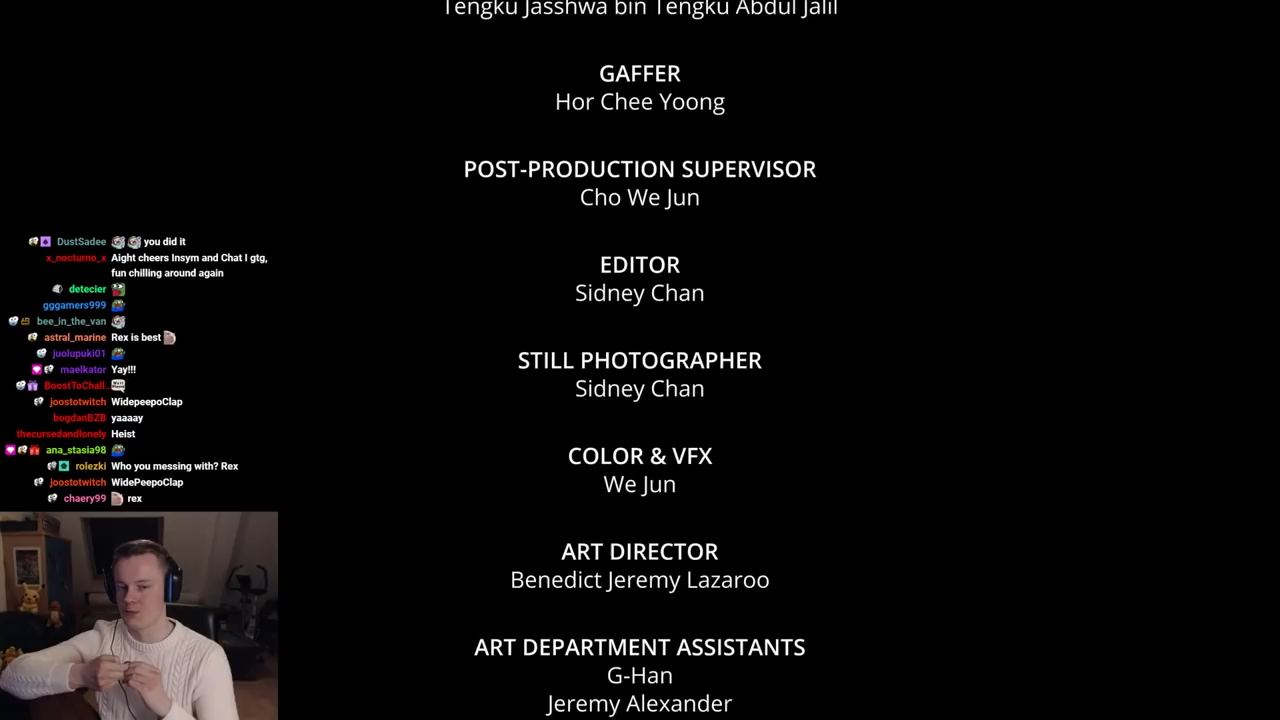 Tengku Jasshwa bin Tengku Abdul Jalil
GAFFER
Hor Chee Yoong
POST-PRODUCTION SUPERVISOR
Cho We Jun
EDITOR
Sidney Chan
STILL PHOTOGRAPHER
Sidney Chan
COLOR & VFX
We Jun
ART DIRECTOR
Benedict Jeremy Lazaroo
ART DEPARTMENT ASSISTANTS
G-Han
Jeremy Alexander
DustSadee you did it
x_nocturno_x Aight cheers Insym and Chat I gtg,
fun chilling around again
detecier
gggamers999
bee_in_the_van
astral_marine Rex is best
juolupuki01
maelkator Yay!!!
BoostToChall..
joostotwitch WidepeepoClap
bogdanBZB yaaaay
thecursedandlonely Heist
ana_stasia98
rolezki Who you messing with? Rex
joostotwitch WidePeepoClap
chaery99 rex